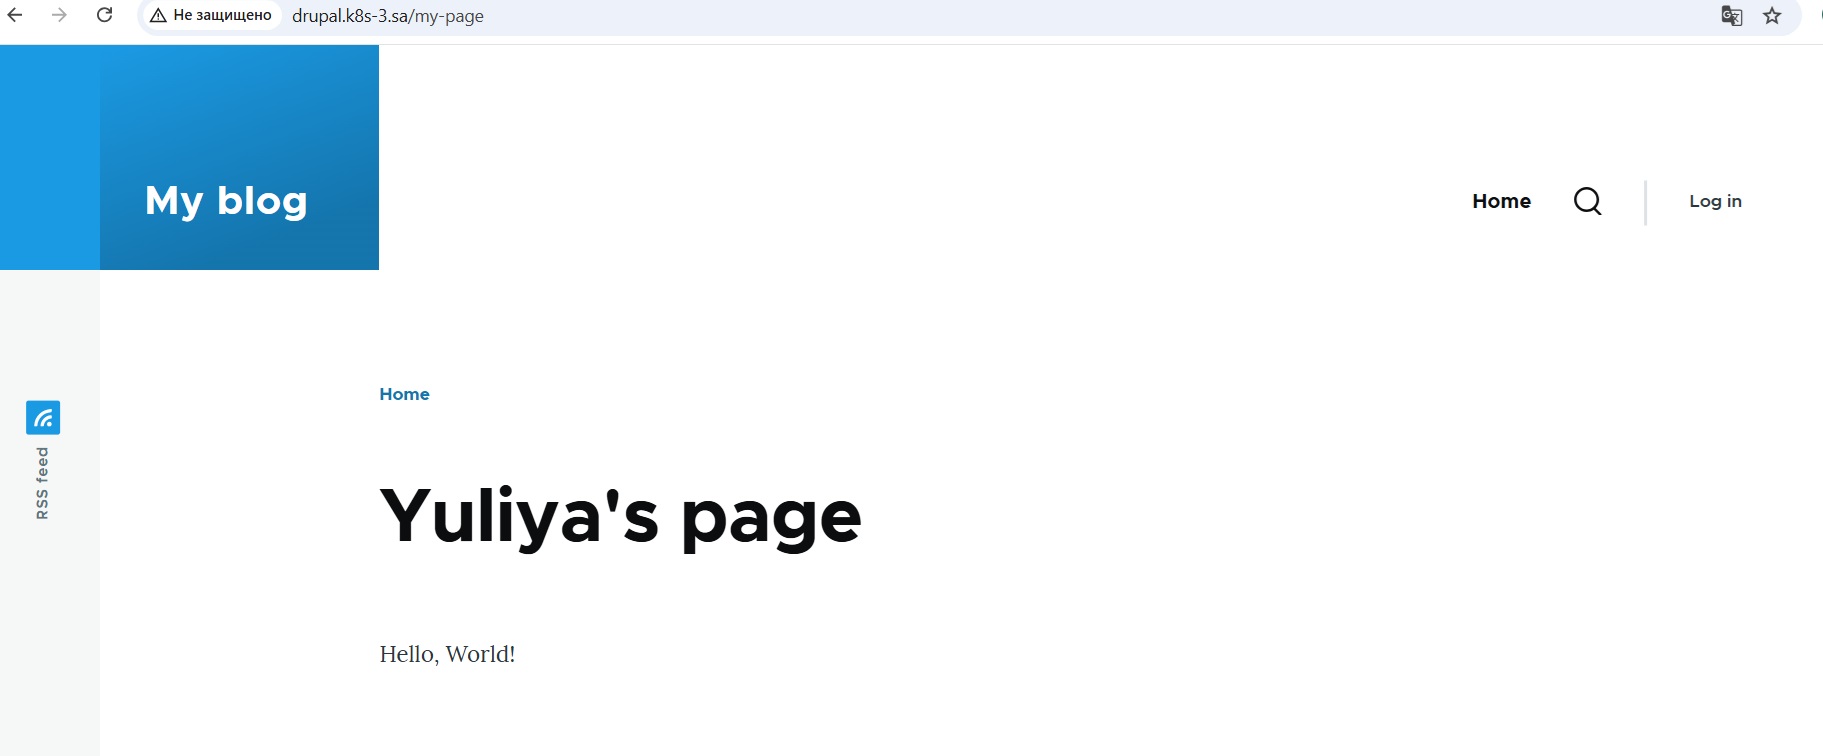 Не защищено drupal.k8s-3.sa/my-page
My blog
Home Log in
Home
RSS feed
Yuliya's page
Hello, World!